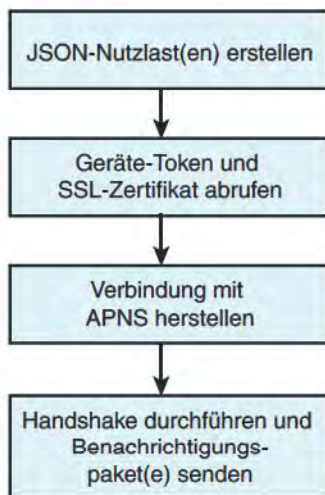 JSON-Nutzlast(en) erstellen
Geräte-Token und
SSL-Zertifikat abrufen
Verbindung mit
APNS herstellen
Handshake durchführen und
Benachrichtigungs-
paket(e) senden